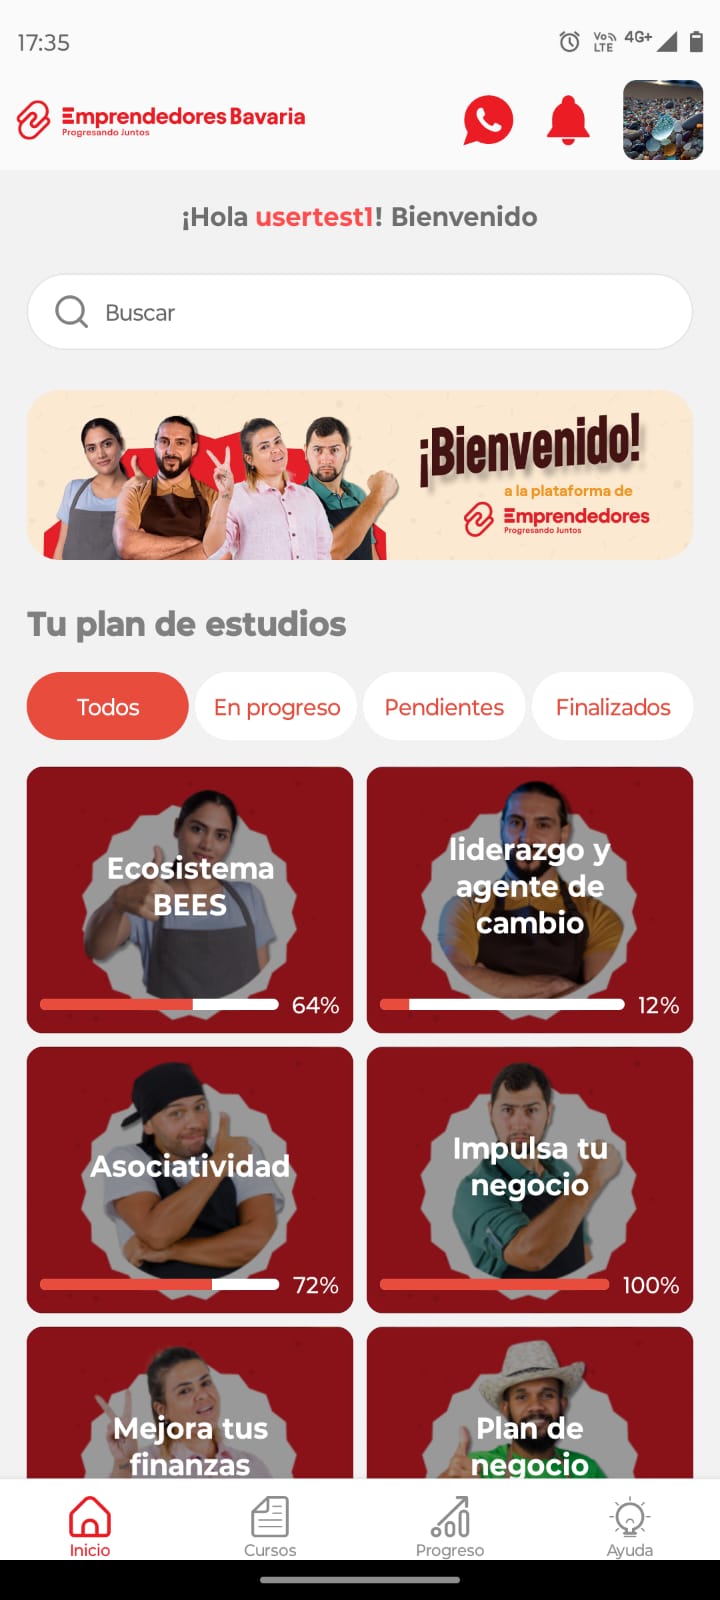 17:35
Vo LTE 4G+
Emprendedores Bavaria
Progresando Juntos
¡Hola usertest1! Bienvenido
Buscar
¡Bienvenido!
a la plataforma de
Emprendedores
Progresando Juntos
Tu plan de estudios
Todos En progreso Pendientes Finalizados
Ecosistema
BEES
64%
liderazgo y
agente de
cambio
12%
Asociatividad
72%
Impulsa tu
negocio
100%
Mejora tus
finanzas
Plan de
negocio
Inicio Cursos Progreso Ayuda